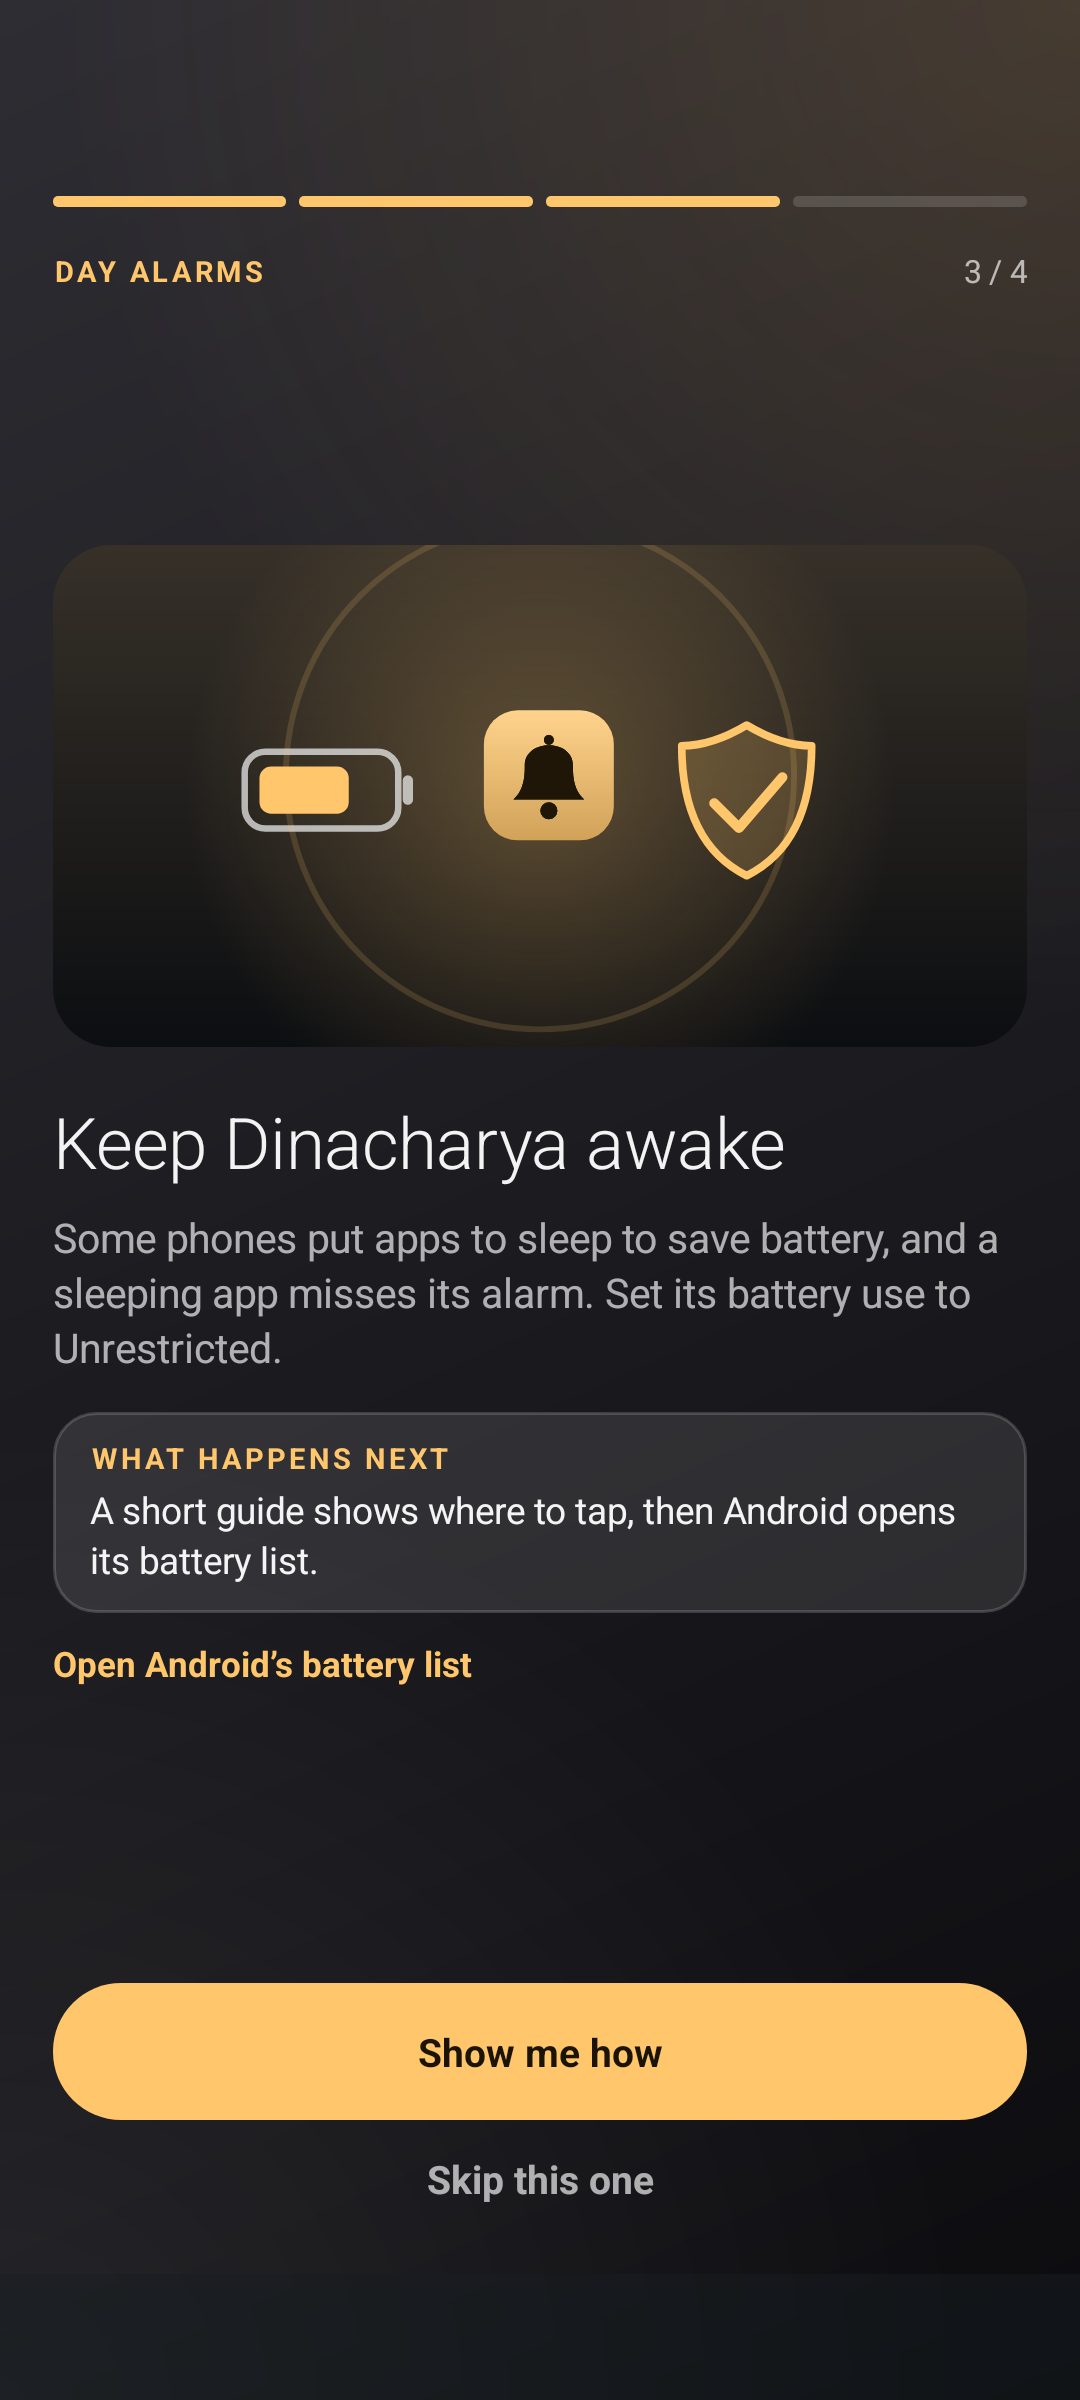 DAY ALARMS
3 / 4
Keep Dinacharya awake
Some phones put apps to sleep to save battery, and a
sleeping app misses its alarm. Set its battery use to
Unrestricted.
WHAT HAPPENS NEXT
A short guide shows where to tap, then Android opens
its battery list.
Open Android’s battery list
Show me how
Skip this one